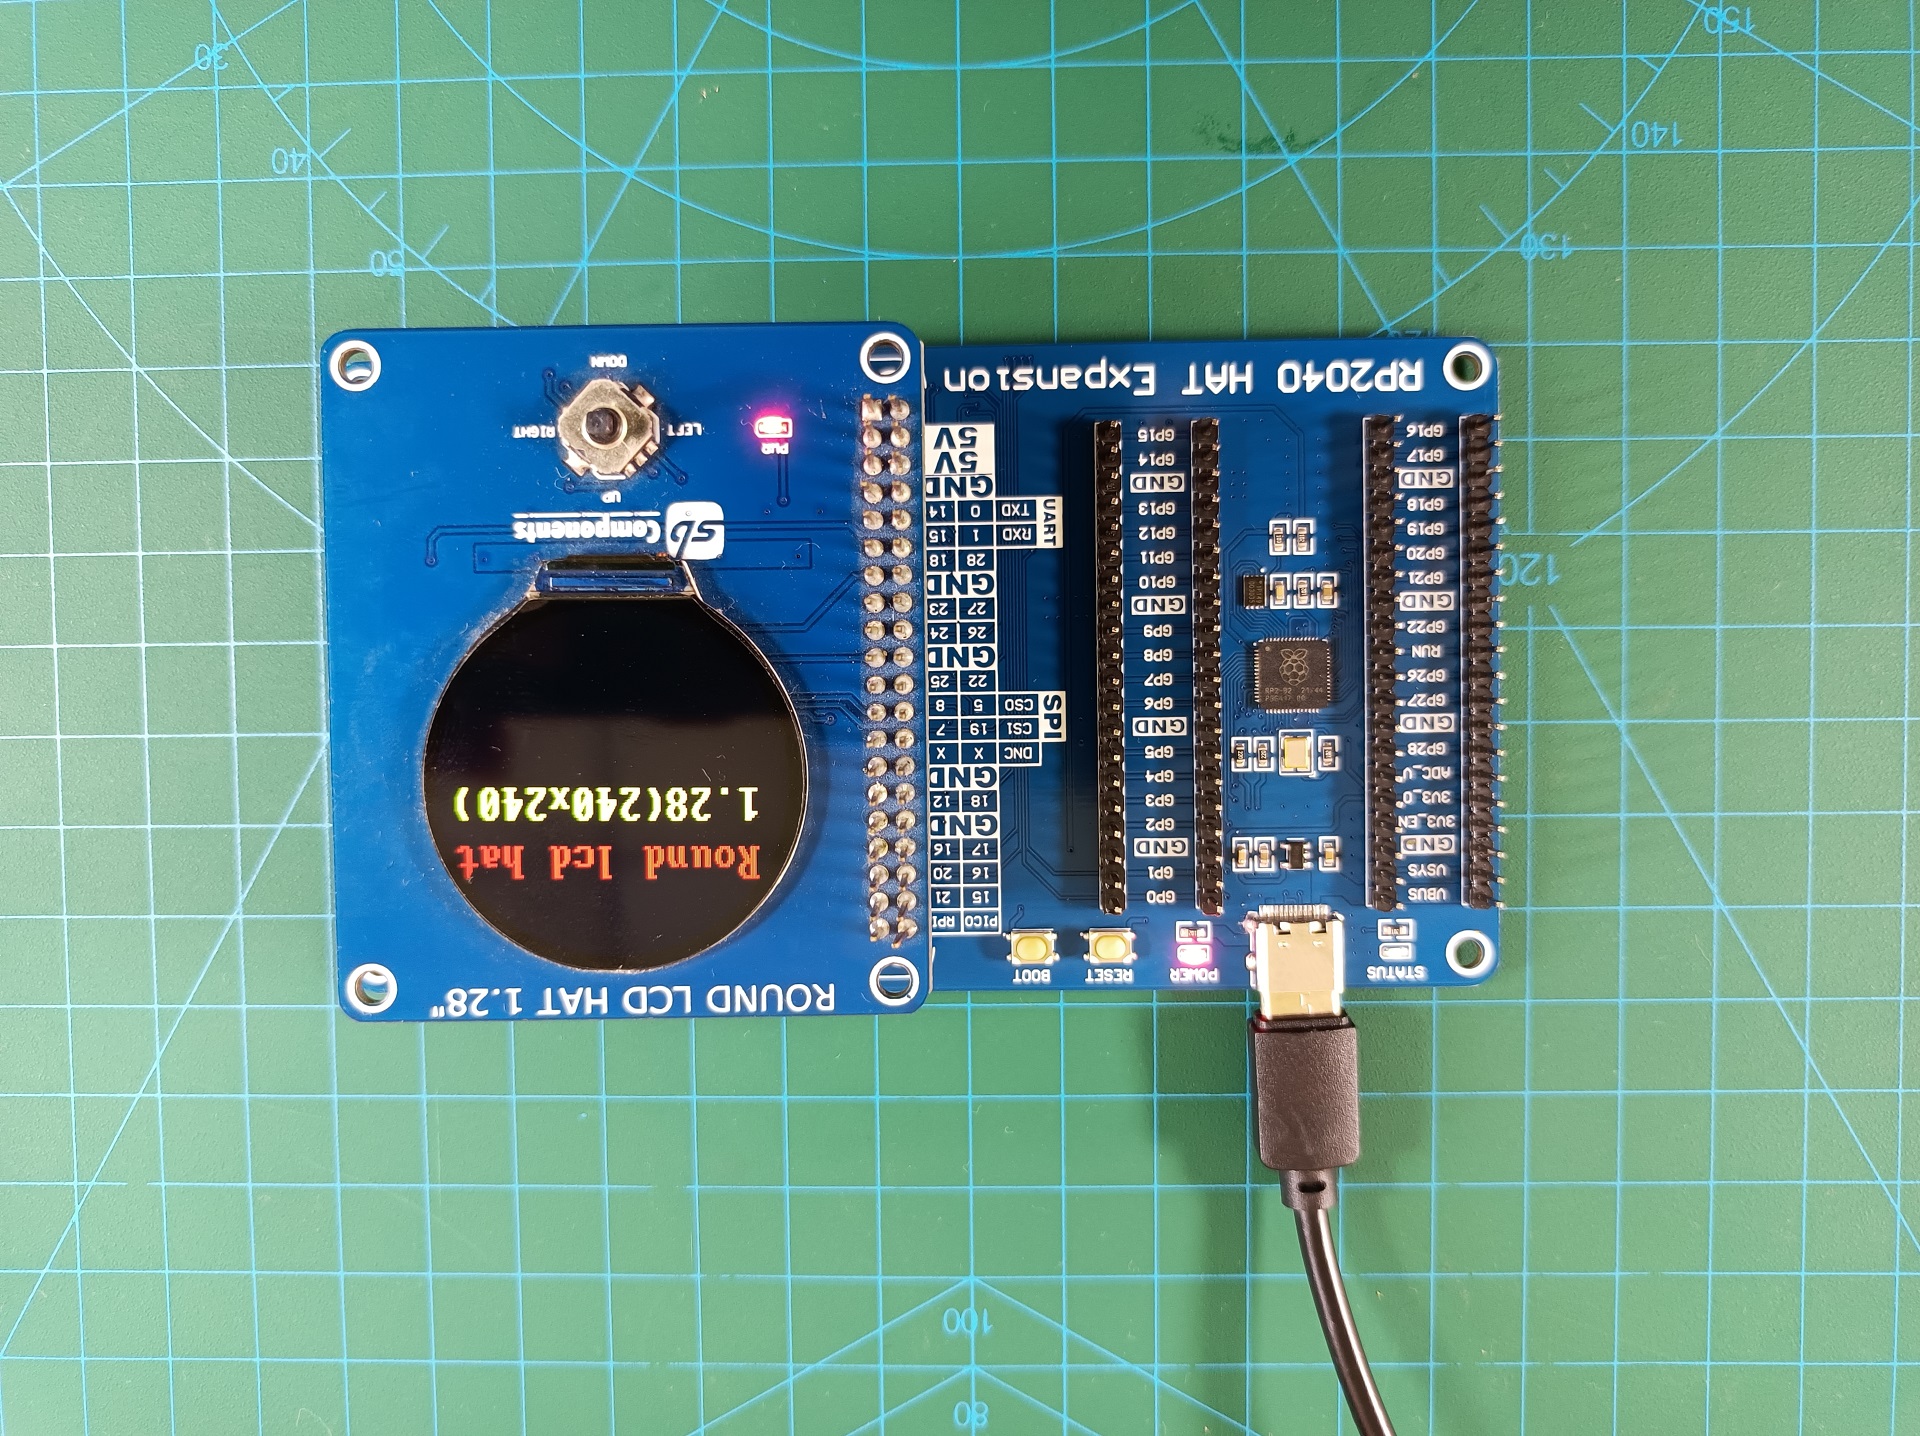 80
100
ROUND LCD HAT 1.28"
STATUS
POWER
RESET
BOOT
VBUS
VSYS
GND
3V3_EN
3V3_O
ADC_V
GP28
GND
GP27
GP26
RUN
GP22
GND
GP21
GP20
GP19
GP18
GND
GP17
GP16
GP0
GP1
GND
GP2
GP3
GP4
GP5
GND
GP6
GP7
GP8
GP9
GND
GP10
GP11
GP12
GP13
GND
GP14
GP15
PICO RPI
15 21
16 20
17 16
GND
18 12
GND
SPI
DNC X X
CS1 19 7
CS0 5 8
22 25
GND
26 24
27 23
GND
28 18
UART
RXD 1 15
TXD 0 14
GND
5V
5V
RP2040 HAT Expansion
Round lcd hat
1.28(240x240)
sb Components
UP
PWR
LEFT
RIGHT
DOWN
120
130
50
140
40
150
30